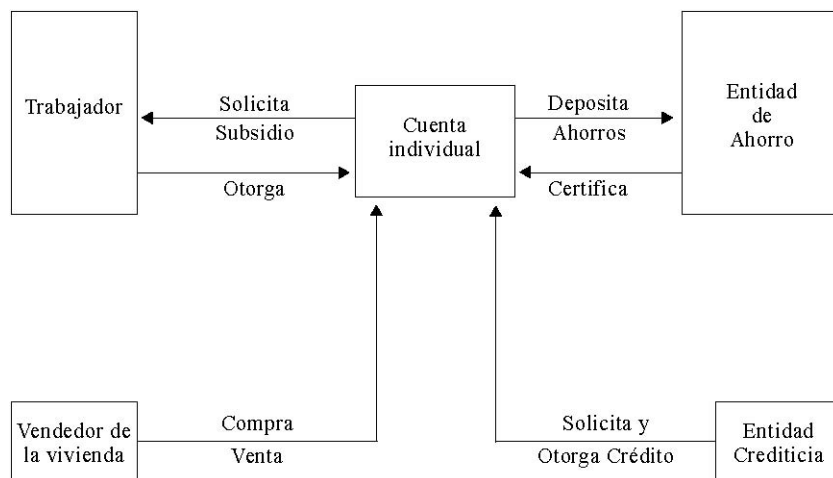 Trabajador
Solicita
Subsidio
Otorga
Cuenta
individual
Deposita
Ahorros
Certifica
Entidad
de
Ahorro
Vendedor de
la vivienda
Compra
Venta
Solicita y
Otorga Crédito
Entidad
Crediticia